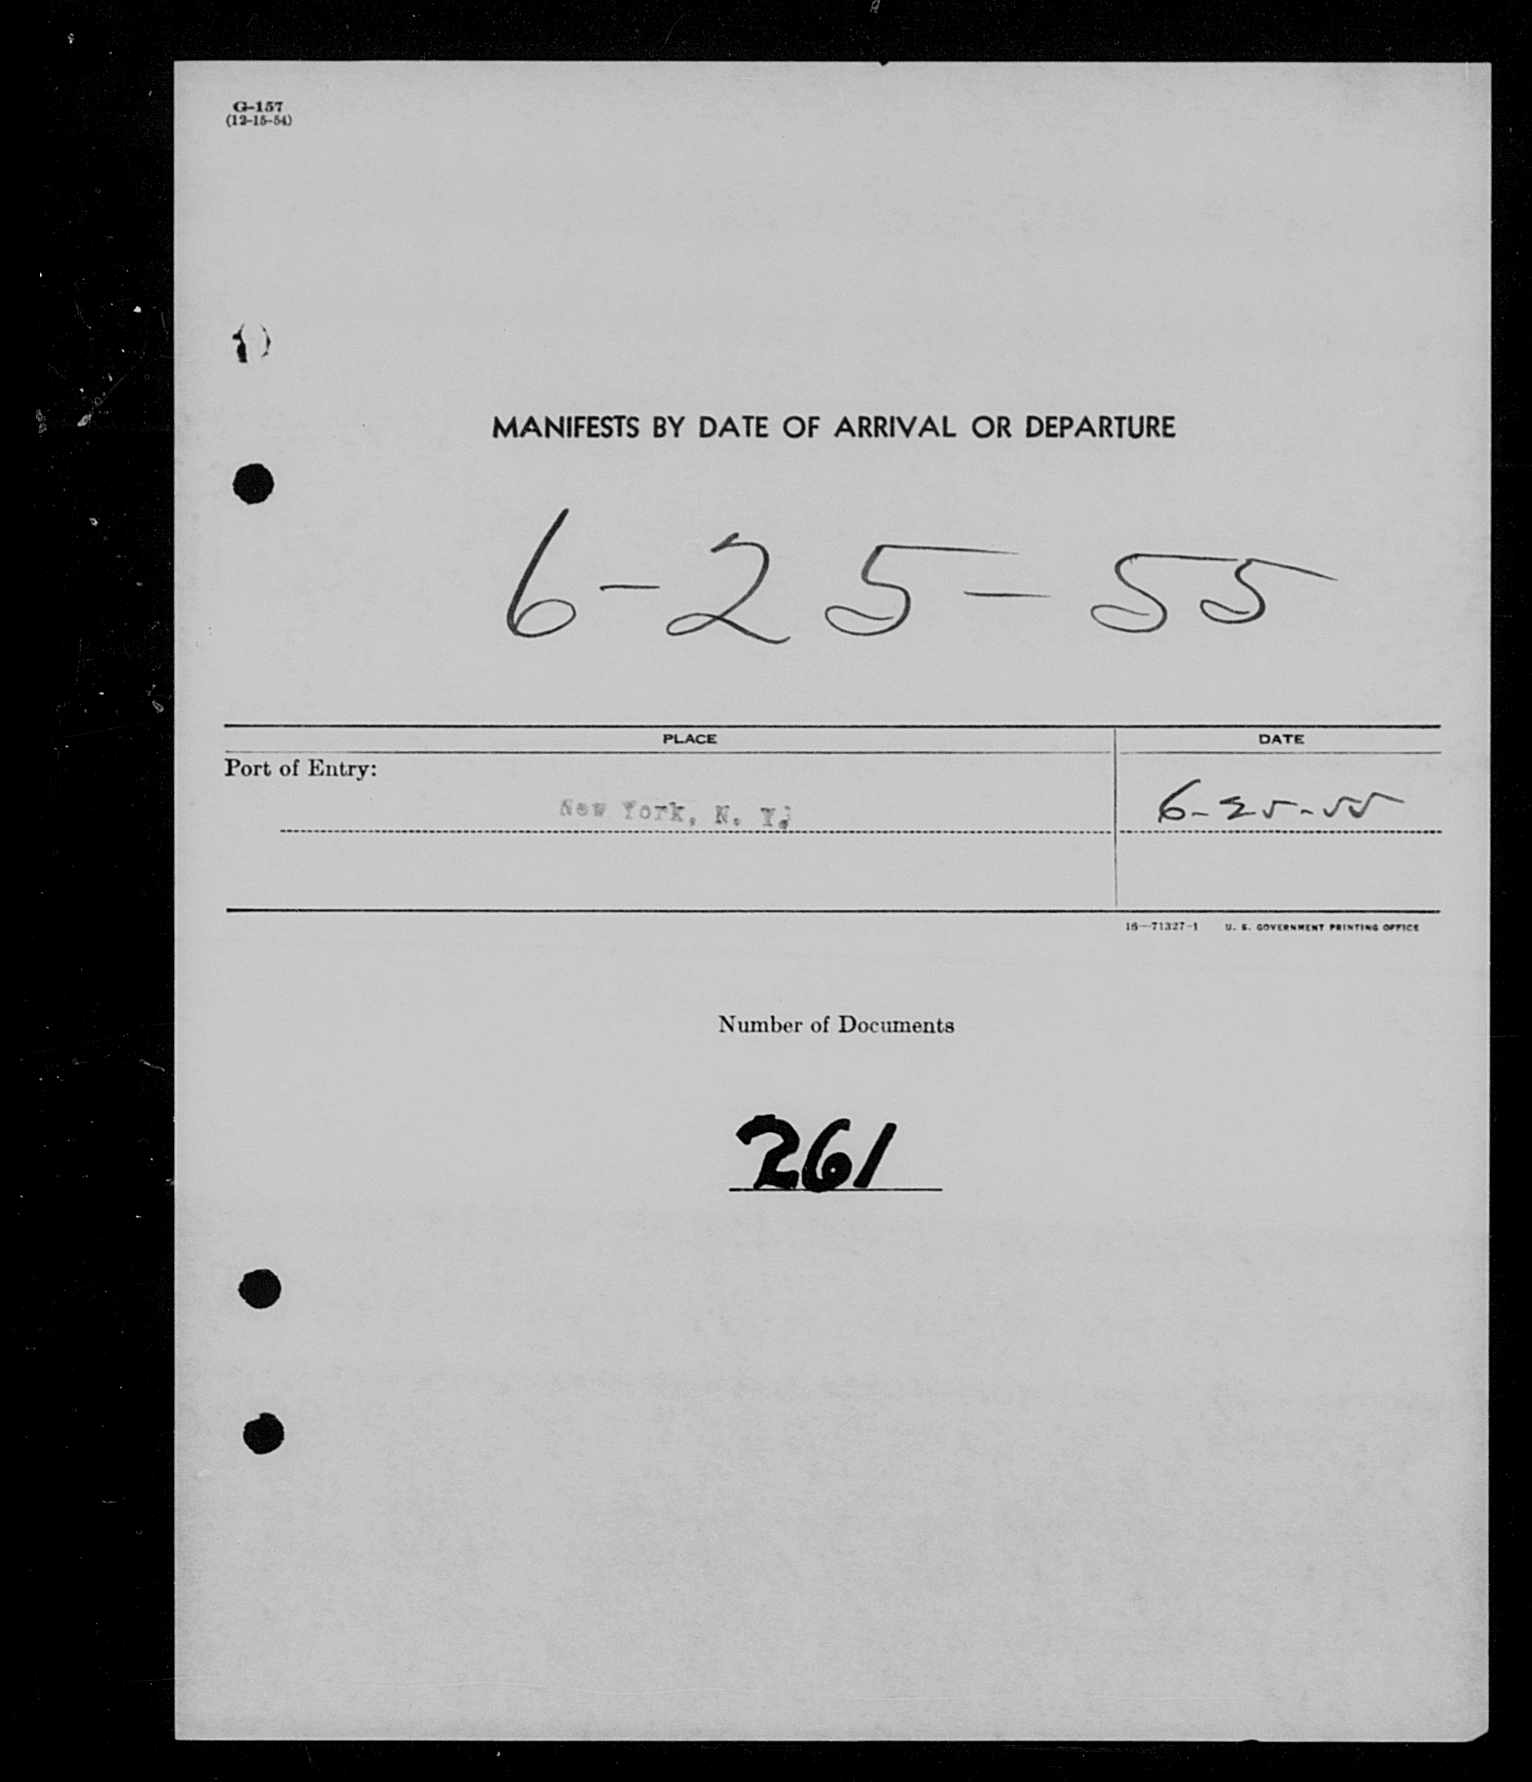 G-157
(12-15-54)
MANIFESTS BY DATE OF ARRIVAL OR DEPARTURE
6-25-55
PLACE DATE
Port of Entry:
New York, N. Y. 6-25-55
16—71327-1 U. S. GOVERNMENT PRINTING OFFICE
Number of Documents
261